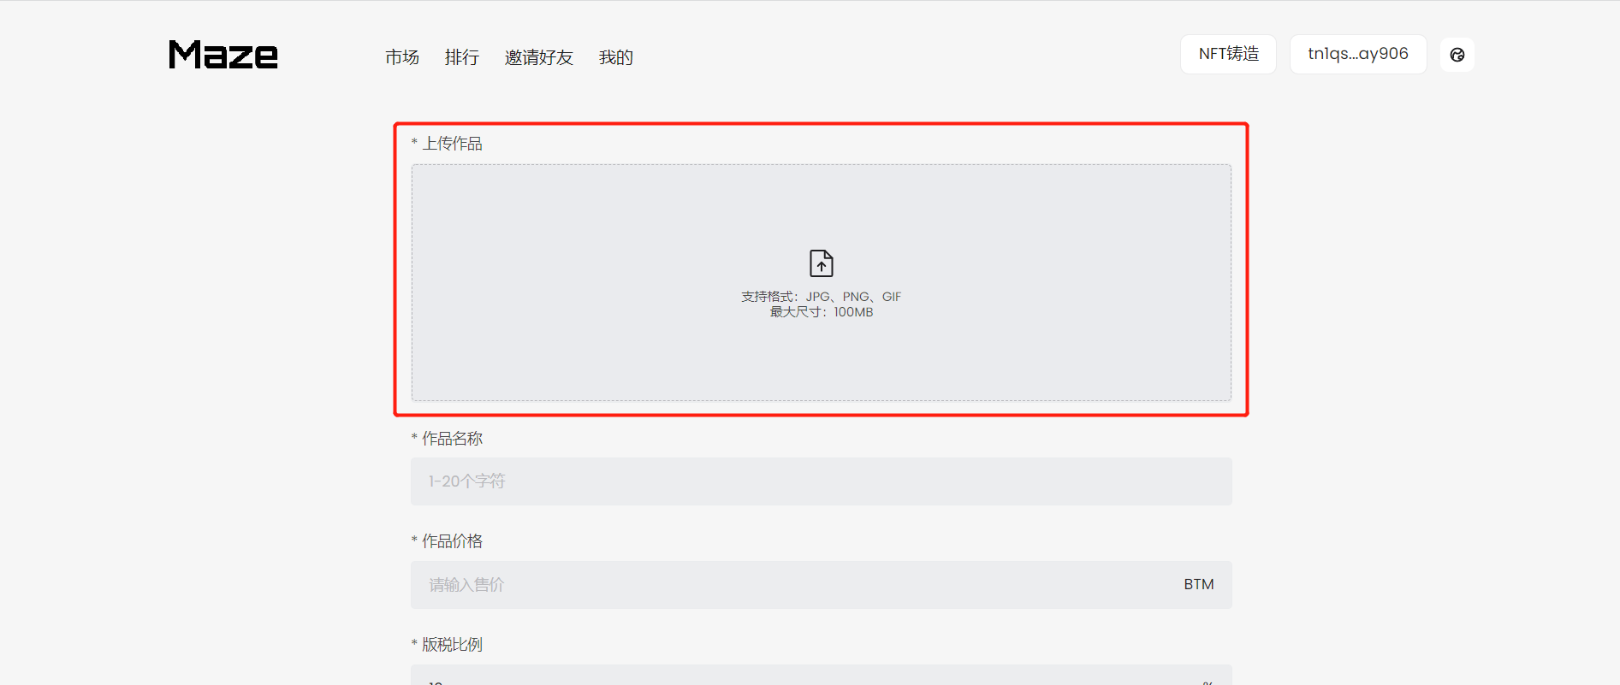 Maze
市场 排行 邀请好友 我的
NFT铸造 tn1qs...ay906
* 上传作品
支持格式：JPG、PNG、GIF
最大尺寸：100MB
* 作品名称
1-20个字符
* 作品价格
请输入售价 BTM
* 版税比例